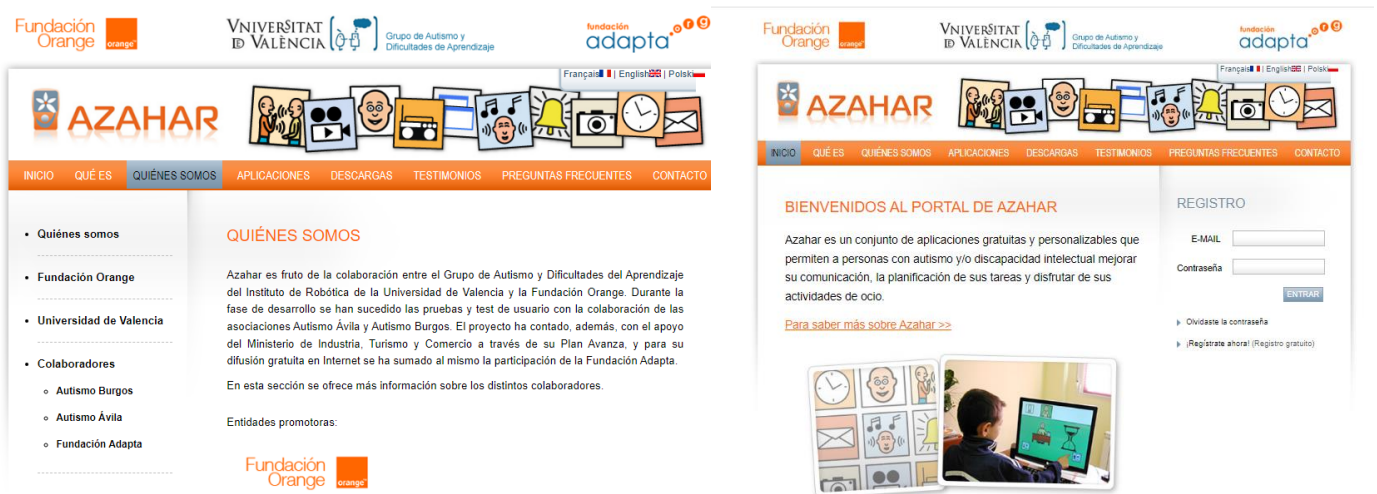 Fundación
Orange
orange™
VNIVERSITAT
ID VALÈNCIA
Grupo de Autismo y
Dificultades de Aprendizaje
fundación
adapta.org
Français | English | Polski
AZAHAR
INICIO QUÉ ES QUIÉNES SOMOS APLICACIONES DESCARGAS TESTIMONIOS PREGUNTAS FRECUENTES CONTACTO
Quiénes somos
Fundación Orange
Universidad de Valencia
Colaboradores
Autismo Burgos
Autismo Ávila
Fundación Adapta
QUIÉNES SOMOS
Azahar es fruto de la colaboración entre el Grupo de Autismo y Dificultades del Aprendizaje
del Instituto de Robótica de la Universidad de Valencia y la Fundación Orange. Durante la
fase de desarrollo se han sucedido las pruebas y test de usuario con la colaboración de las
asociaciones Autismo Ávila y Autismo Burgos. El proyecto ha contado, además, con el apoyo
del Ministerio de Industria, Turismo y Comercio a través de su Plan Avanza, y para su
difusión gratuita en Internet se ha sumado al mismo la participación de la Fundación Adapta.
En esta sección se ofrece más información sobre los distintos colaboradores.
Entidades promotoras:
Fundación
Orange
orange™
Fundación
Orange
orange™
VNIVERSITAT
ID VALÈNCIA
Grupo de Autismo y
Dificultades de Aprendizaje
fundación
adapta.org
Français | English | Polski
AZAHAR
INICIO QUÉ ES QUIÉNES SOMOS APLICACIONES DESCARGAS TESTIMONIOS PREGUNTAS FRECUENTES CONTACTO
BIENVENIDOS AL PORTAL DE AZAHAR
Azahar es un conjunto de aplicaciones gratuitas y personalizables que
permiten a personas con autismo y/o discapacidad intelectual mejorar
su comunicación, la planificación de sus tareas y disfrutar de sus
actividades de ocio.
Para saber más sobre Azahar >>
REGISTRO
E-MAIL
Contraseña
ENTRAR
Olvidaste la contraseña
¡Regístrate ahora! (Registro gratuito)